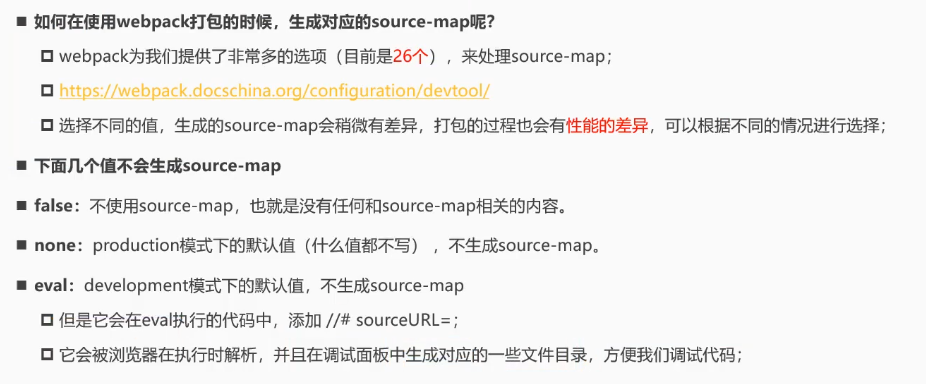 如何在使用webpack打包的时候，生成对应的source-map呢？
webpack为我们提供了非常多的选项（目前是26个），来处理source-map；
https://webpack.docschina.org/configuration/devtool/
选择不同的值，生成的source-map会稍微有差异，打包的过程也会有性能的差异，可以根据不同的情况进行选择；
下面几个值不会生成source-map
false：不使用source-map，也就是没有任何和source-map相关的内容。
none：production模式下的默认值（什么值都不写），不生成source-map。
eval：development模式下的默认值，不生成source-map
但是它会在eval执行的代码中，添加 //# sourceURL=；
它会被浏览器在执行时解析，并且在调试面板中生成对应的一些文件目录，方便我们调试代码；